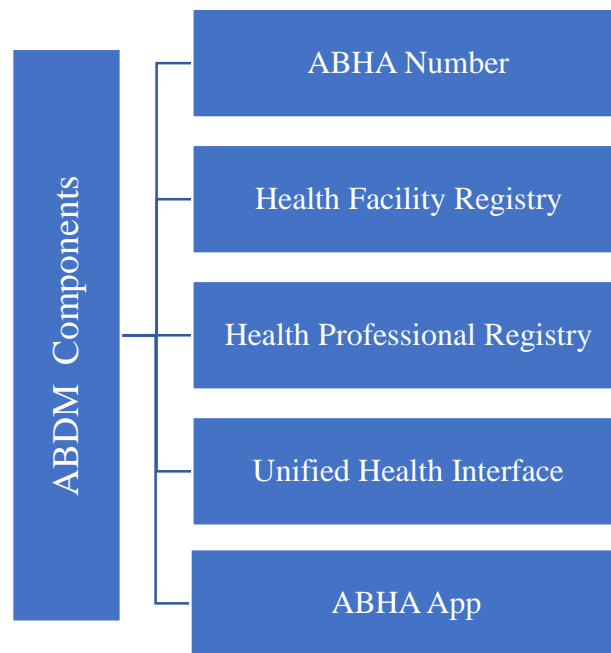 ABDM Components
ABHA Number
Health Facility Registry
Health Professional Registry
Unified Health Interface
ABHA App